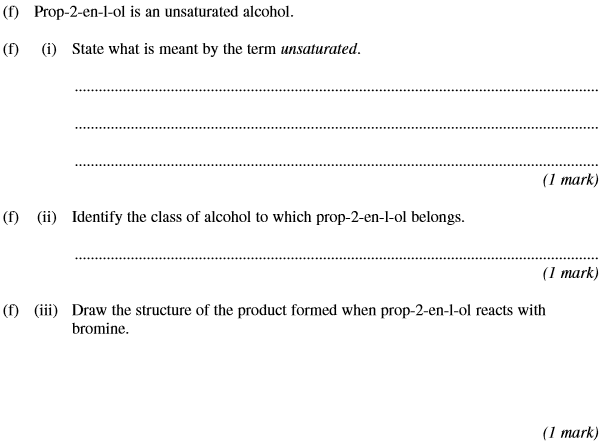 (f) Prop-2-en-l-ol is an unsaturated alcohol.
(f) (i) State what is meant by the term unsaturated.
(1 mark)
(f) (ii) Identify the class of alcohol to which prop-2-en-l-ol belongs.
(1 mark)
(f) (iii) Draw the structure of the product formed when prop-2-en-l-ol reacts with
bromine.
(1 mark)